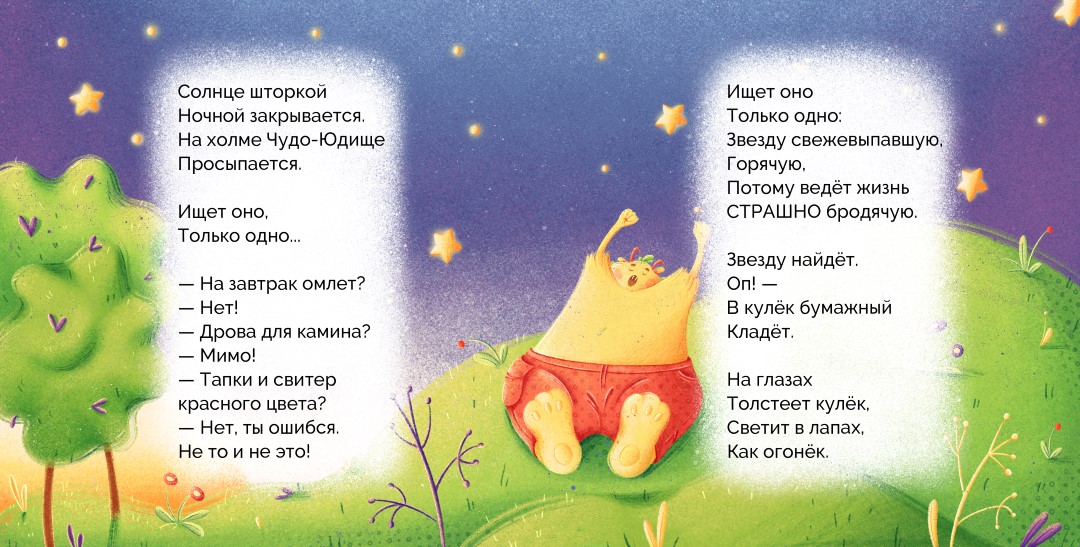 Солнце шторкой
Ночной закрывается.
На холме Чудо-Юдище
Просыпается.
Ищет оно,
Только одно...
— На завтрак омлет?
— Нет!
— Дрова для камина?
— Мимо!
— Тапки и свитер
красного цвета?
— Нет, ты ошибся.
Не то и не это!
Ищет оно
Только одно:
Звезду свежевыпавшую,
Горячую,
Потому ведёт жизнь
СТРАШНО бродячую.
Звезду найдёт.
Оп! —
В кулёк бумажный
Кладёт.
На глазах
Толстеет кулёк,
Светит в лапах,
Как огонёк.